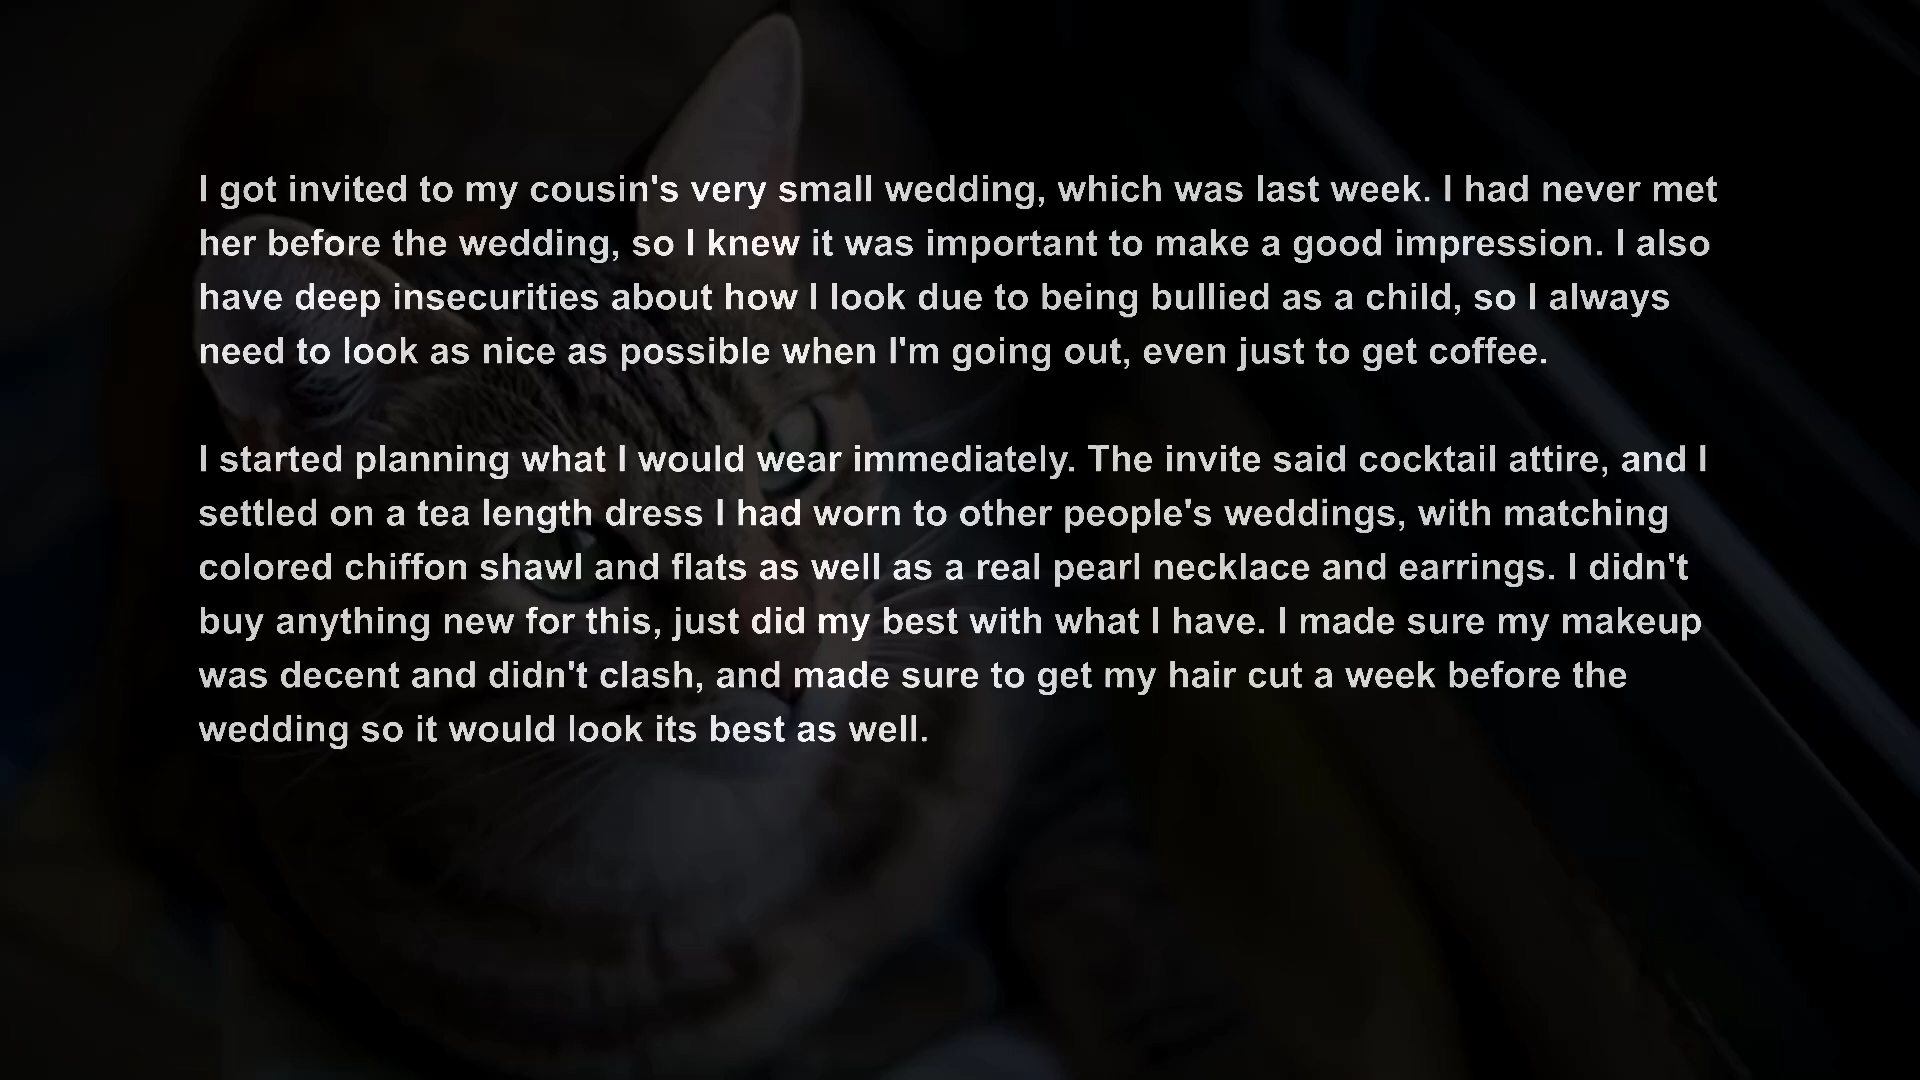 I got invited to my cousin's very small wedding, which was last week. I had never met
her before the wedding, so I knew it was important to make a good impression. I also
have deep insecurities about how I look due to being bullied as a child, so I always
need to look as nice as possible when I'm going out, even just to get coffee.
I started planning what I would wear immediately. The invite said cocktail attire, and I
settled on a tea length dress I had worn to other people's weddings, with matching
colored chiffon shawl and flats as well as a real pearl necklace and earrings. I didn't
buy anything new for this, just did my best with what I have. I made sure my makeup
was decent and didn't clash, and made sure to get my hair cut a week before the
wedding so it would look its best as well.